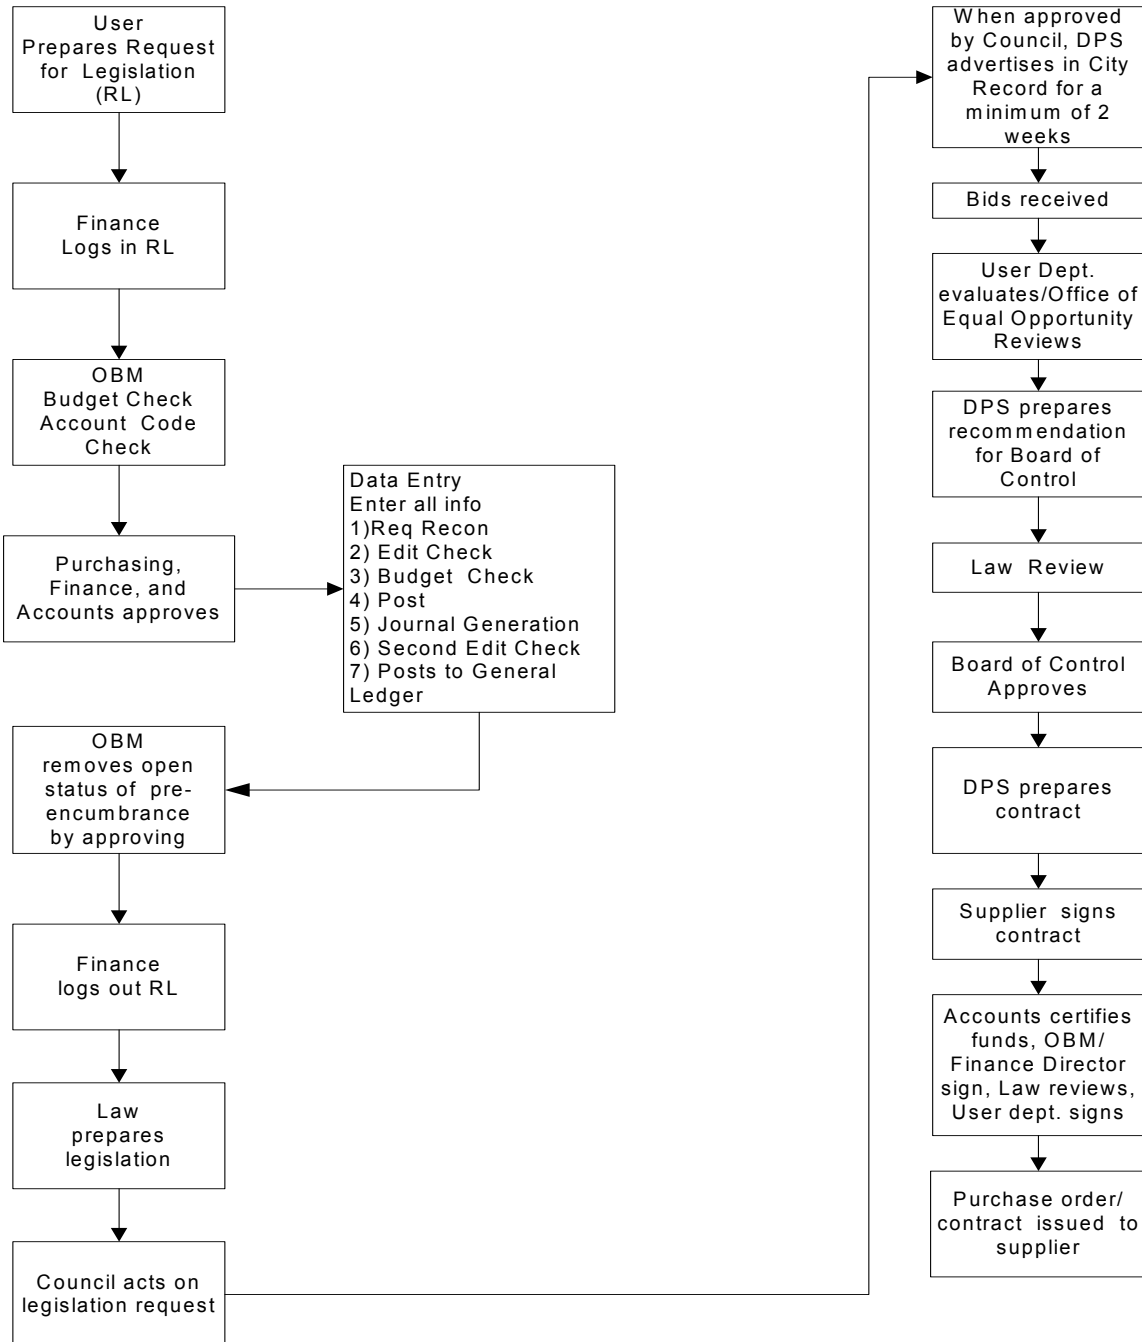 User
Prepares Request
for Legislation
(RL)
Finance
Logs in RL
OBM
Budget Check
Account Code
Check
Purchasing,
Finance, and
Accounts approves
Data Entry
Enter all info
1)Req Recon
2) Edit Check
3) Budget Check
4) Post
5) Journal Generation
6) Second Edit Check
7) Posts to General
Ledger
OBM
removes open
status of pre-
encumbrance
by approving
Finance
logs out RL
Law
prepares
legislation
Council acts on
legislation request
When approved
by Council, DPS
advertises in City
Record for a
minimum of 2
weeks
Bids received
User Dept.
evaluates/Office of
Equal Opportunity
Reviews
DPS prepares
recommendation
for Board of
Control
Law Review
Board of Control
Approves
DPS prepares
contract
Supplier signs
contract
Accounts certifies
funds, OBM/
Finance Director
sign, Law reviews,
User dept. signs
Purchase order/
contract issued to
supplier